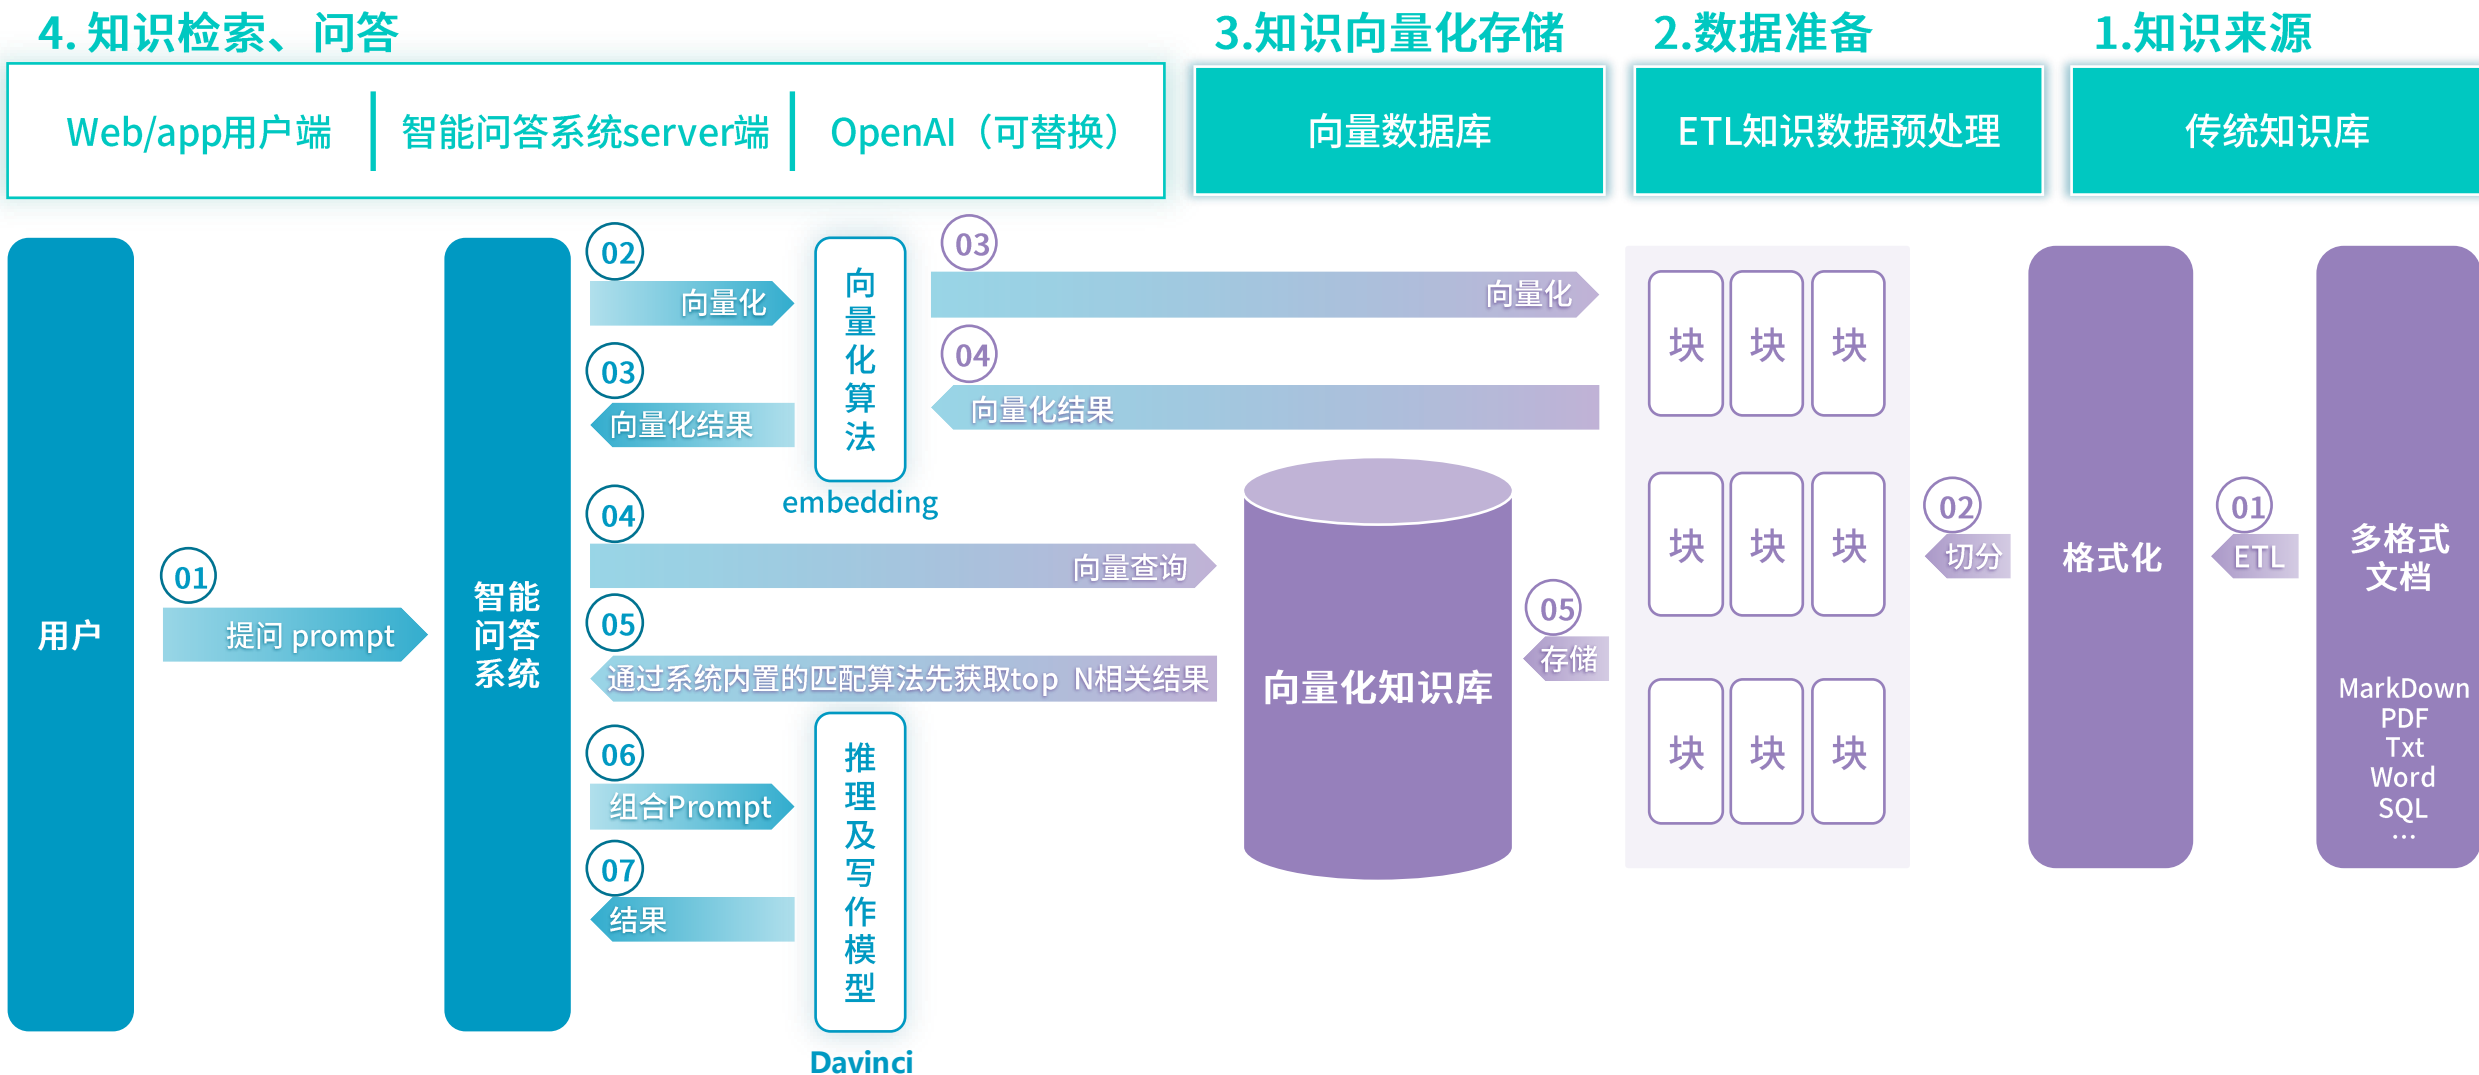 4. 知识检索、问答
3.知识向量化存储
2.数据准备
1.知识来源
Web/app用户端
智能问答系统server端
OpenAI（可替换）
向量数据库
ETL知识数据预处理
传统知识库
用户
01
提问 prompt
智能
问答
系统
02
向量化
03
向量化结果
04
向量查询
05
通过系统内置的匹配算法先获取top N相关结果
06
组合Prompt
07
结果
向
量
化
算
法
embedding
推
理
及
写
作
模
型
Davinci
03
向量化
04
向量化结果
向量化知识库
05
存储
块
块
块
块
块
块
块
块
块
02
切分
格式化
01
ETL
多格式
文档
MarkDown
PDF
Txt
Word
SQL
...